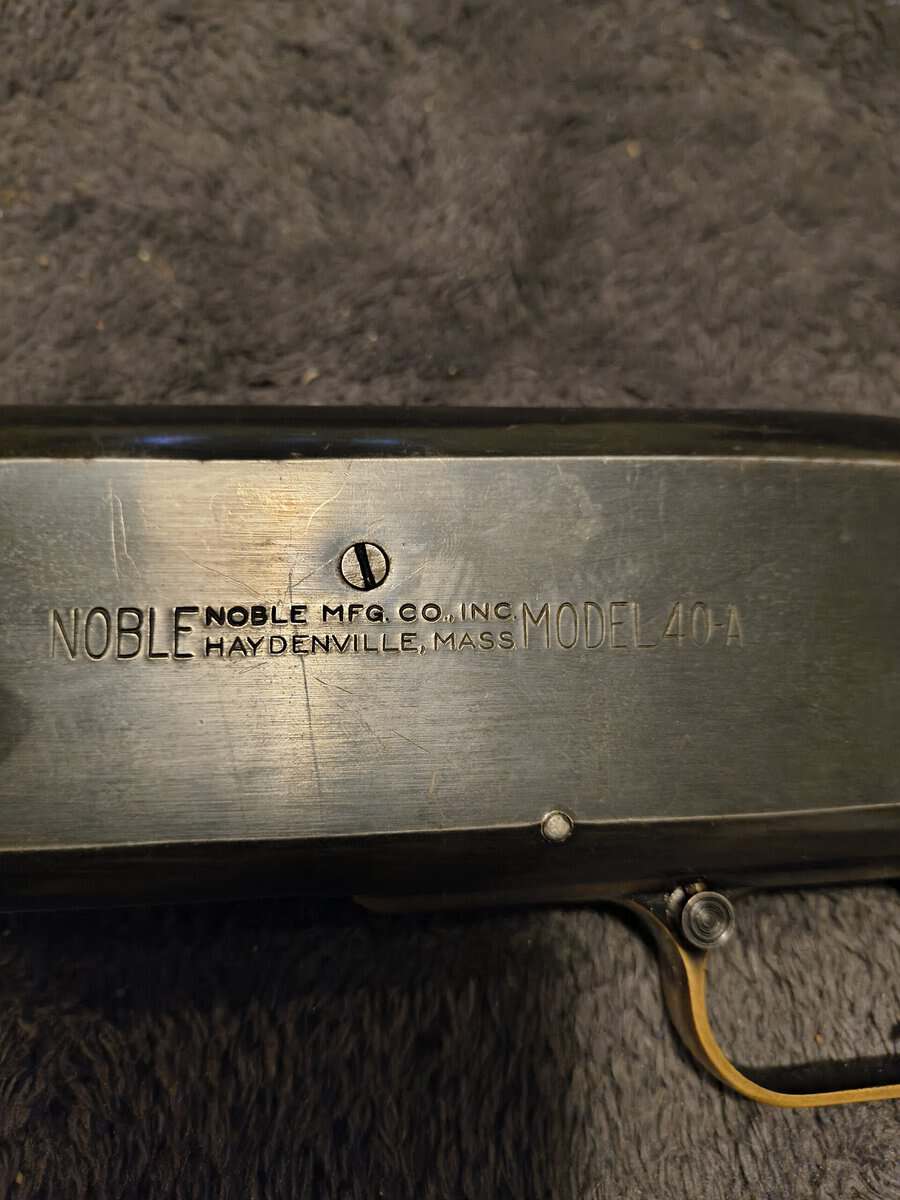 NOBLE
NOBLE MFG. CO., INC.
HAYDENVILLE, MASS
MODEL 40-A